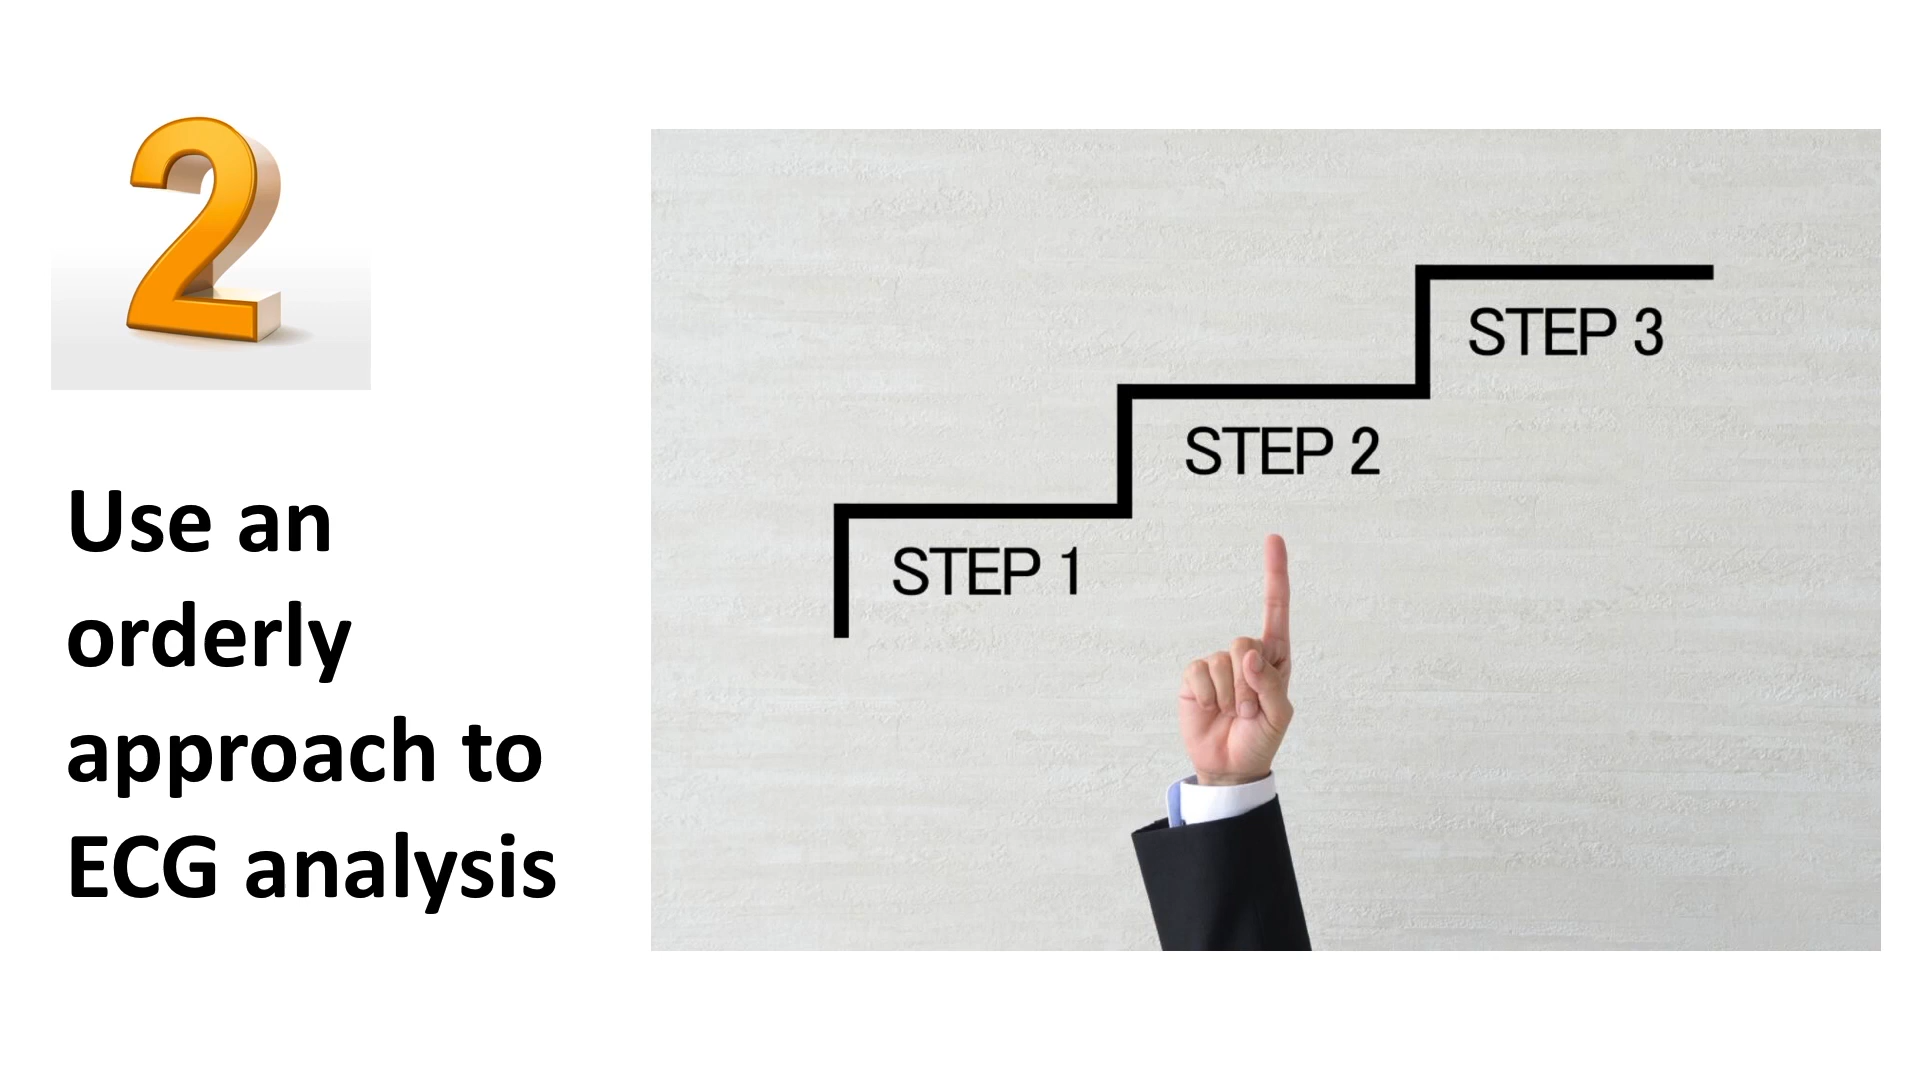 2
Use an
orderly
approach to
ECG analysis
STEP 1
STEP 2
STEP 3